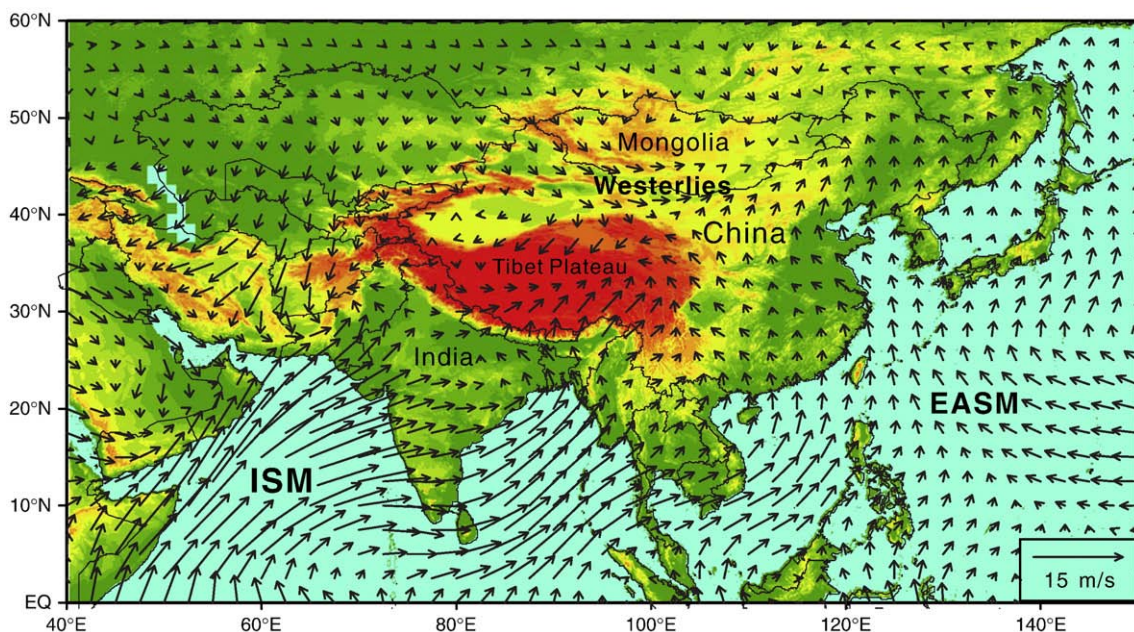 60°N
50°N
Mongolia
Westerlies
40°N
China
Tibet Plateau
30°N
India
20°N
EASM
ISM
10°N
15 m/s
EQ
40°E
60°E
80°E
100°E
120°E
140°E